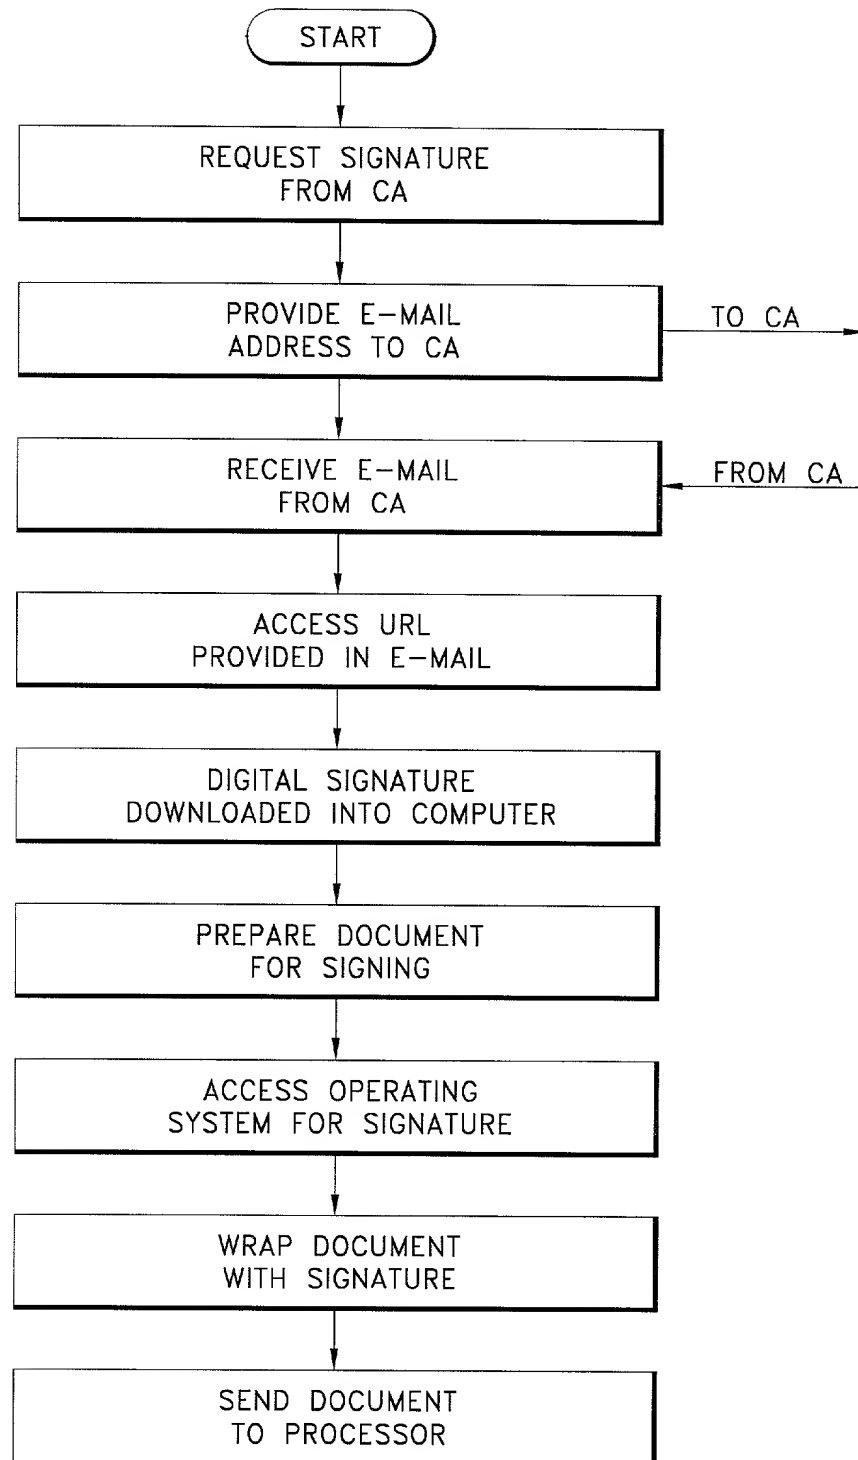 START
REQUEST SIGNATURE
FROM CA
PROVIDE E-MAIL
ADDRESS TO CA
TO CA
RECEIVE E-MAIL
FROM CA
FROM CA
ACCESS URL
PROVIDED IN E-MAIL
DIGITAL SIGNATURE
DOWNLOADED INTO COMPUTER
PREPARE DOCUMENT
FOR SIGNING
ACCESS OPERATING
SYSTEM FOR SIGNATURE
WRAP DOCUMENT
WITH SIGNATURE
SEND DOCUMENT
TO PROCESSOR